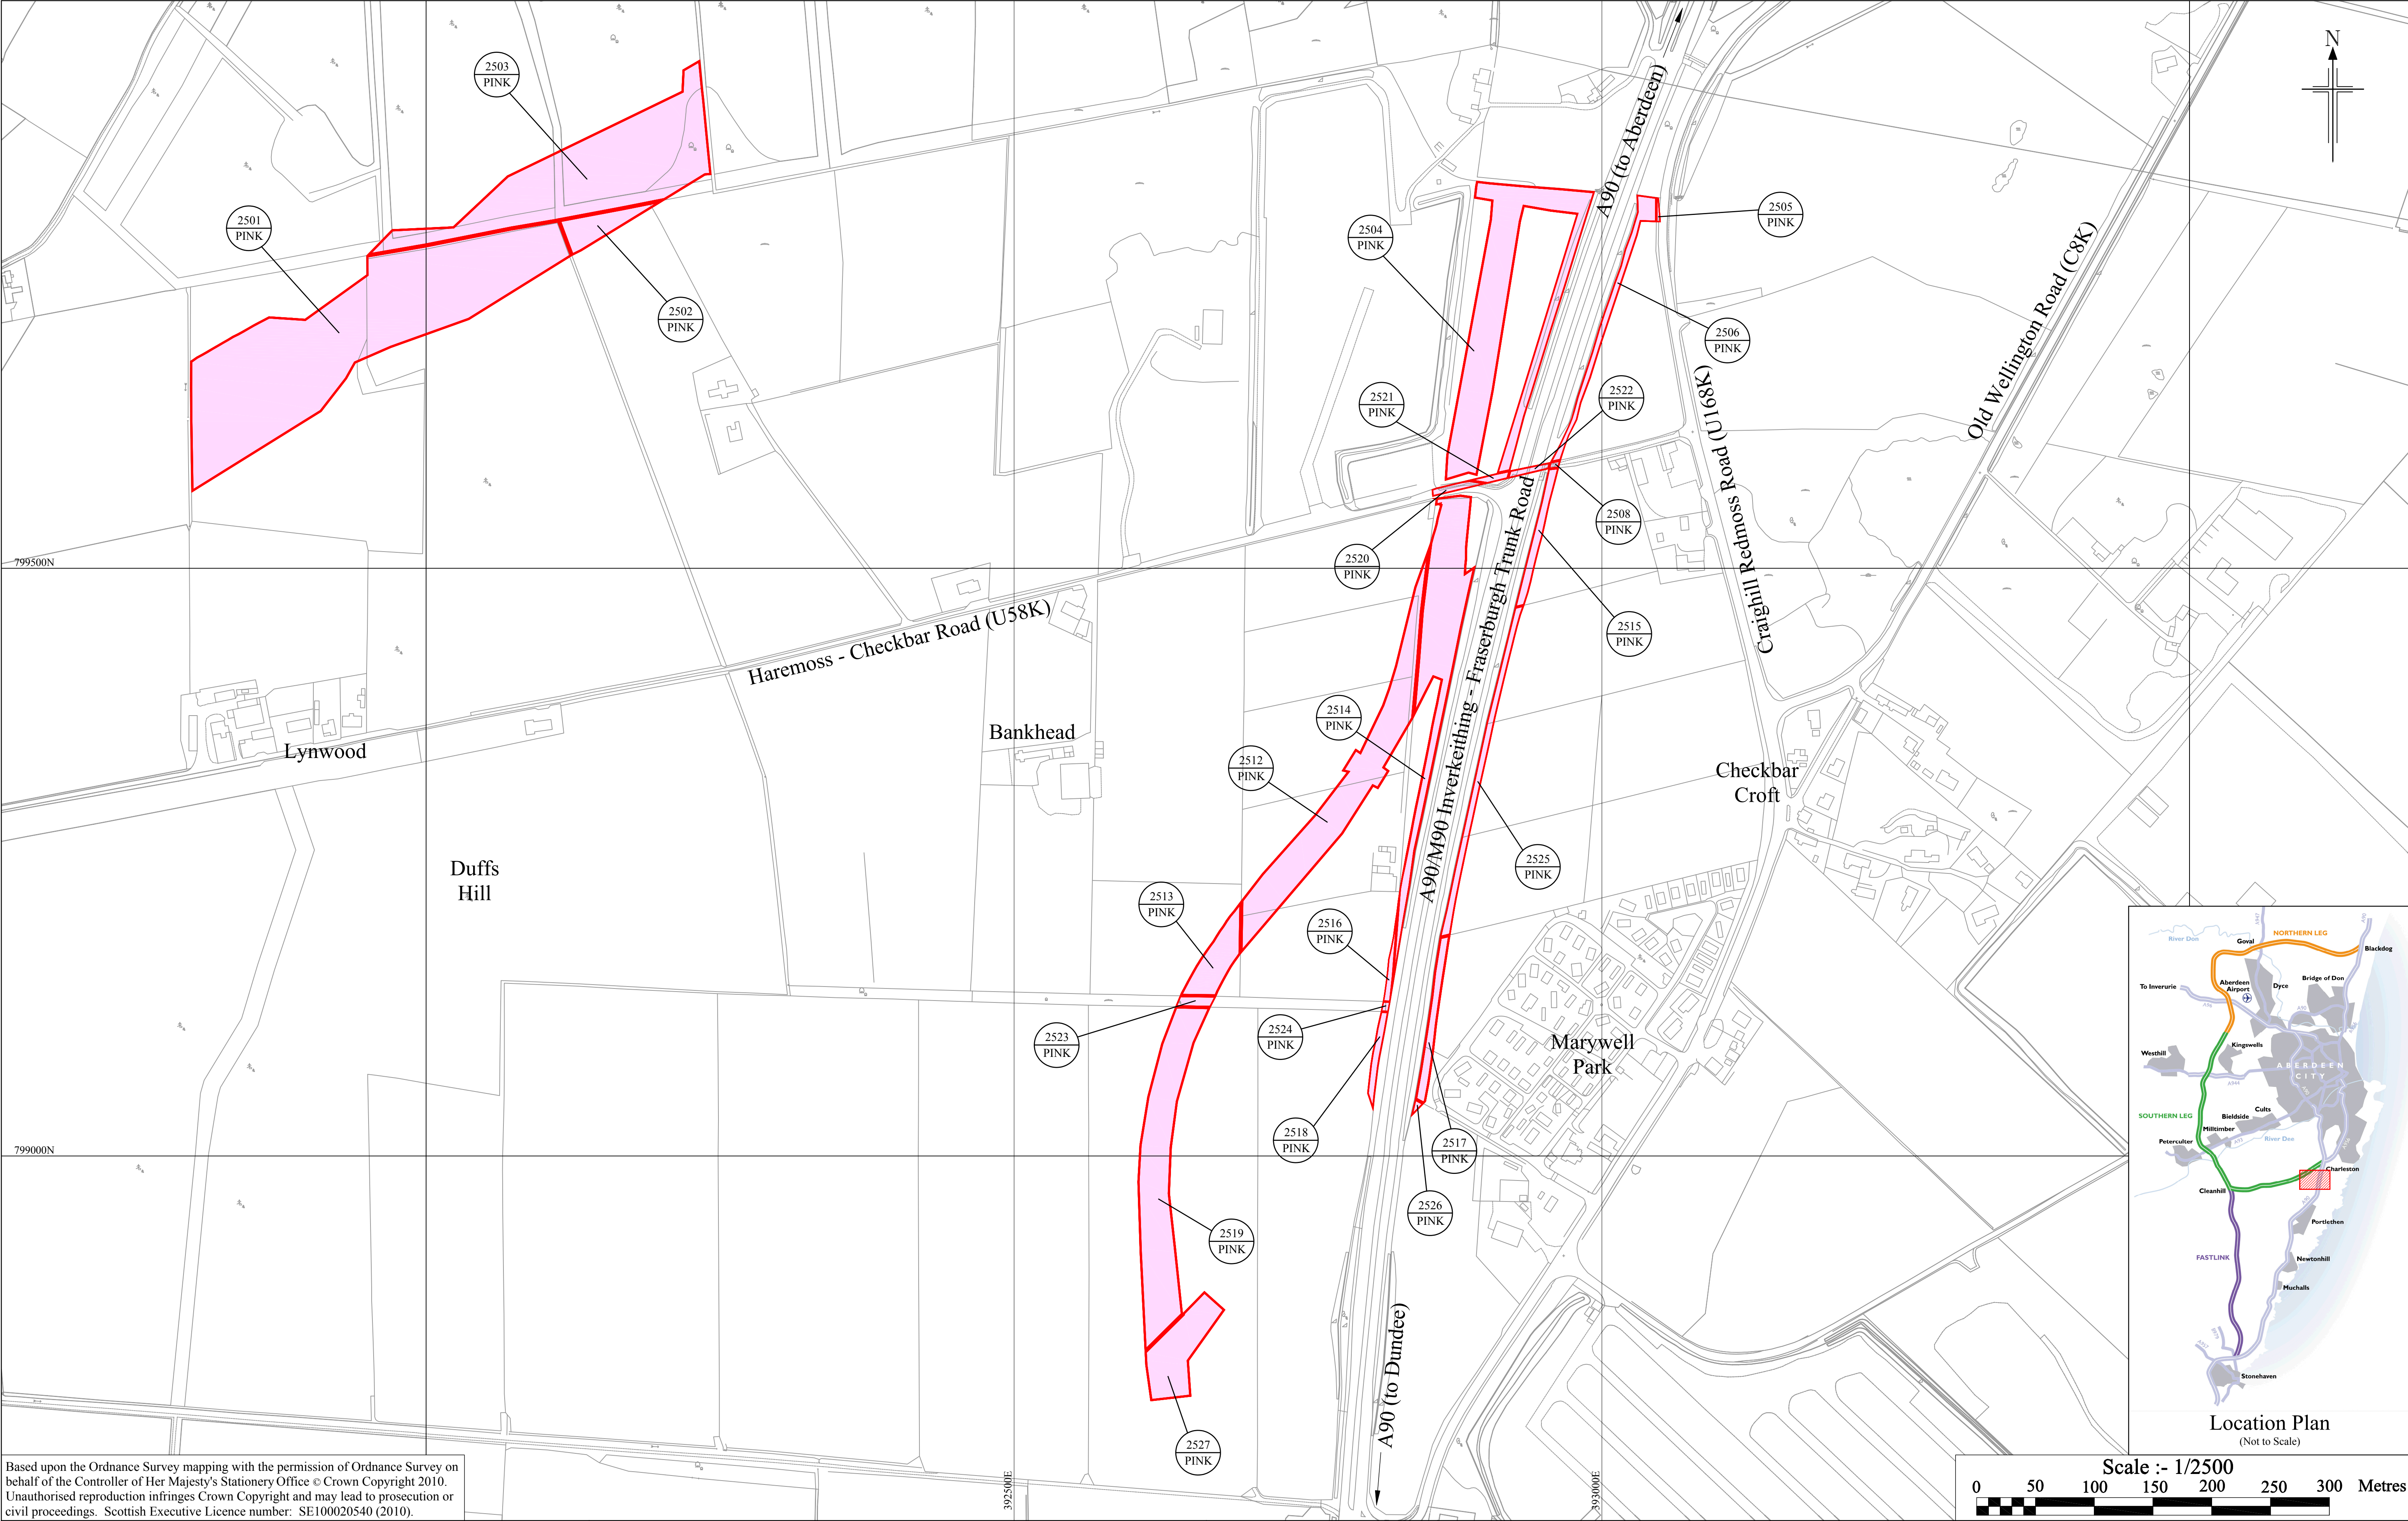 N
2503
PINK
2501
PINK
2502
PINK
2504
PINK
2505
PINK
2506
PINK
2521
PINK
2522
PINK
2508
PINK
2520
PINK
2515
PINK
2514
PINK
2512
PINK
2525
PINK
2513
PINK
2516
PINK
2523
PINK
2524
PINK
2518
PINK
2517
PINK
2526
PINK
2519
PINK
2527
PINK
A90 (to Aberdeen)
Old Wellington Road (C8K)
Craighill Redmoss Road (U168K)
A90/M90 Inverkeithing - Fraserburgh Trunk Road
Haremoss - Checkbar Road (U58K)
A90 (to Dundee)
799500N
799000N
392500E
393000E
Lynwood
Bankhead
Duffs
Hill
Checkbar
Croft
Marywell
Park
River Don
Goval
NORTHERN LEG
Blackdog
A947
A90
To Inverurie
Aberdeen
Airport
Dyce
Bridge of Don
A96
Westhill
Kingswells
ABERDEEN
CITY
A944
SOUTHERN LEG
Cults
Bieldside
Milltimber
Peterculter
A93
River Dee
Charleston
Cleanhill
A90
Portlethen
FASTLINK
Newtonhill
Muchalls
A957
Stonehaven
Location Plan
(Not to Scale)
Scale :- 1/2500
0 50 100 150 200 250 300 Metres
Based upon the Ordnance Survey mapping with the permission of Ordnance Survey on
behalf of the Controller of Her Majesty's Stationery Office © Crown Copyright 2010.
Unauthorised reproduction infringes Crown Copyright and may lead to prosecution or
civil proceedings. Scottish Executive Licence number: SE100020540 (2010).